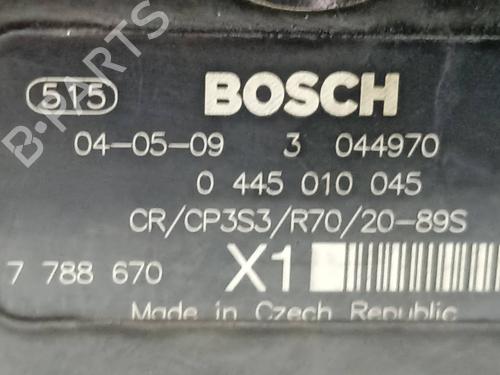 B-PARTS
515 BOSCH
04-05-09 3 044970
0 445 010 045
CR/CP3S3/R70/20-89S
7 788 670 X1
Made in Czech Republic